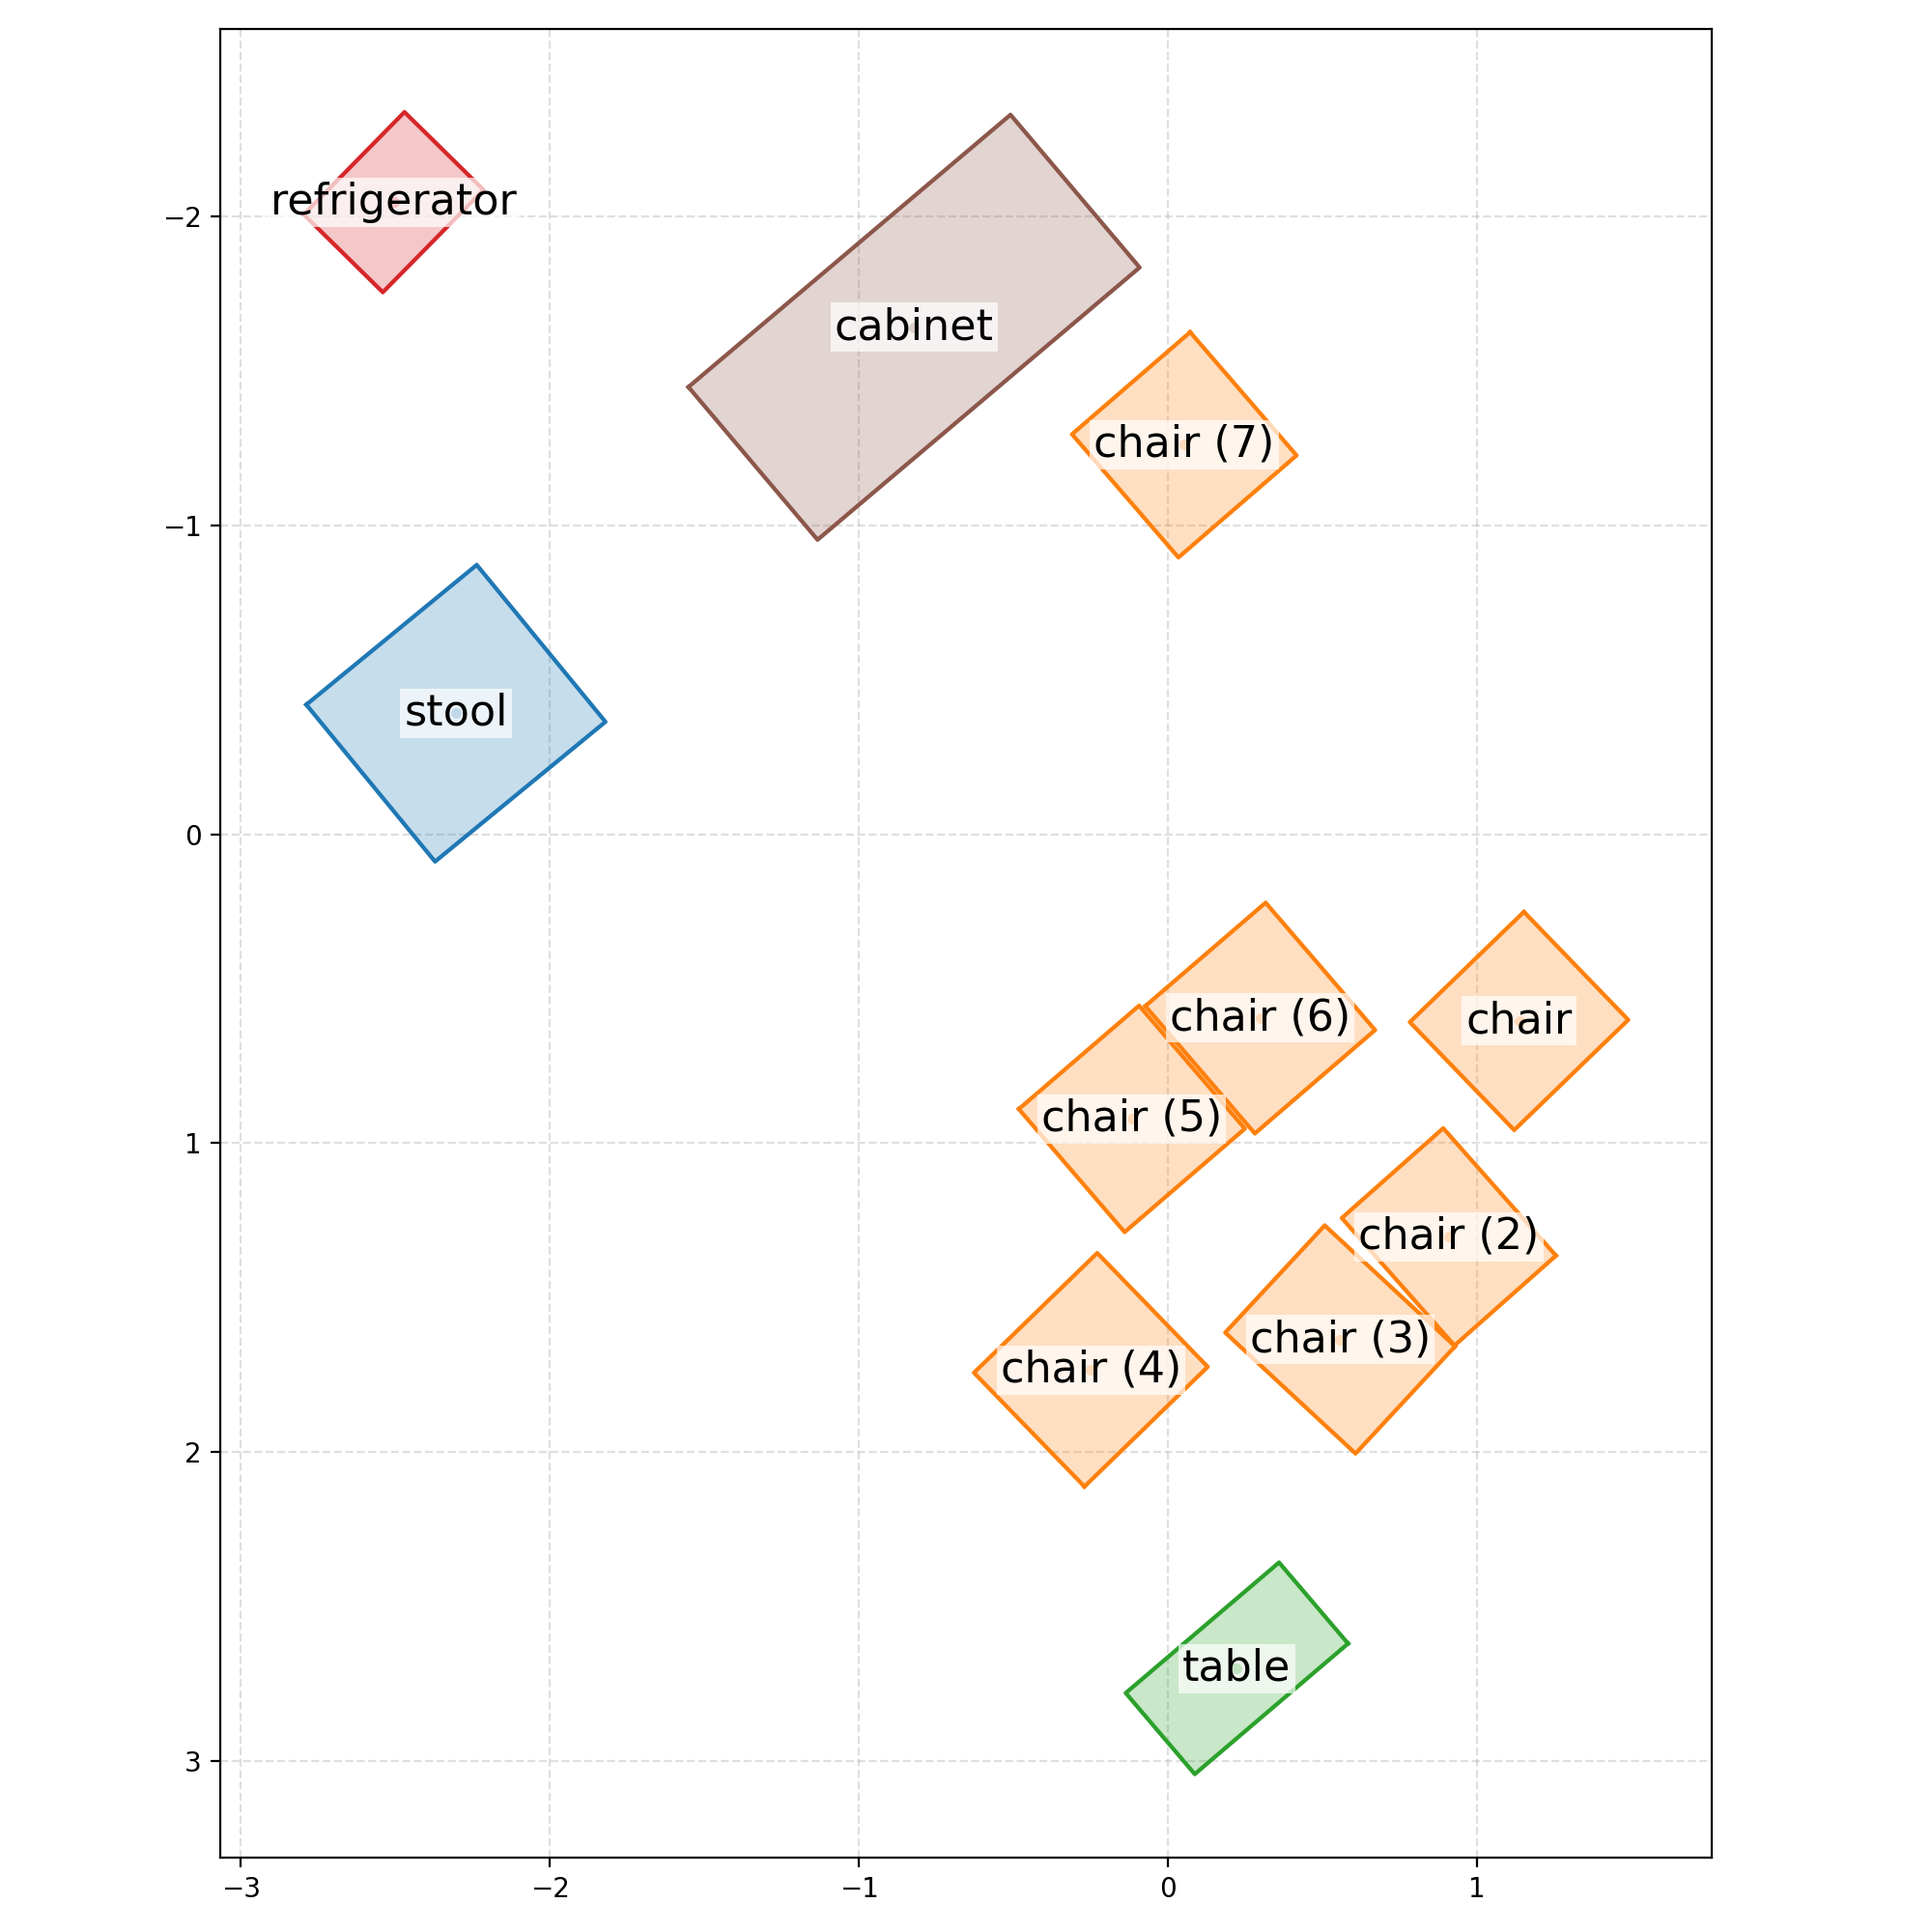 refrigerator
−2
cabinet
chair (7)
−1
stool
0
chair (6)
chair
chair (5)
1
chair (2)
chair (3)
chair (4)
2
table
3
−3 −2 −1 0 1